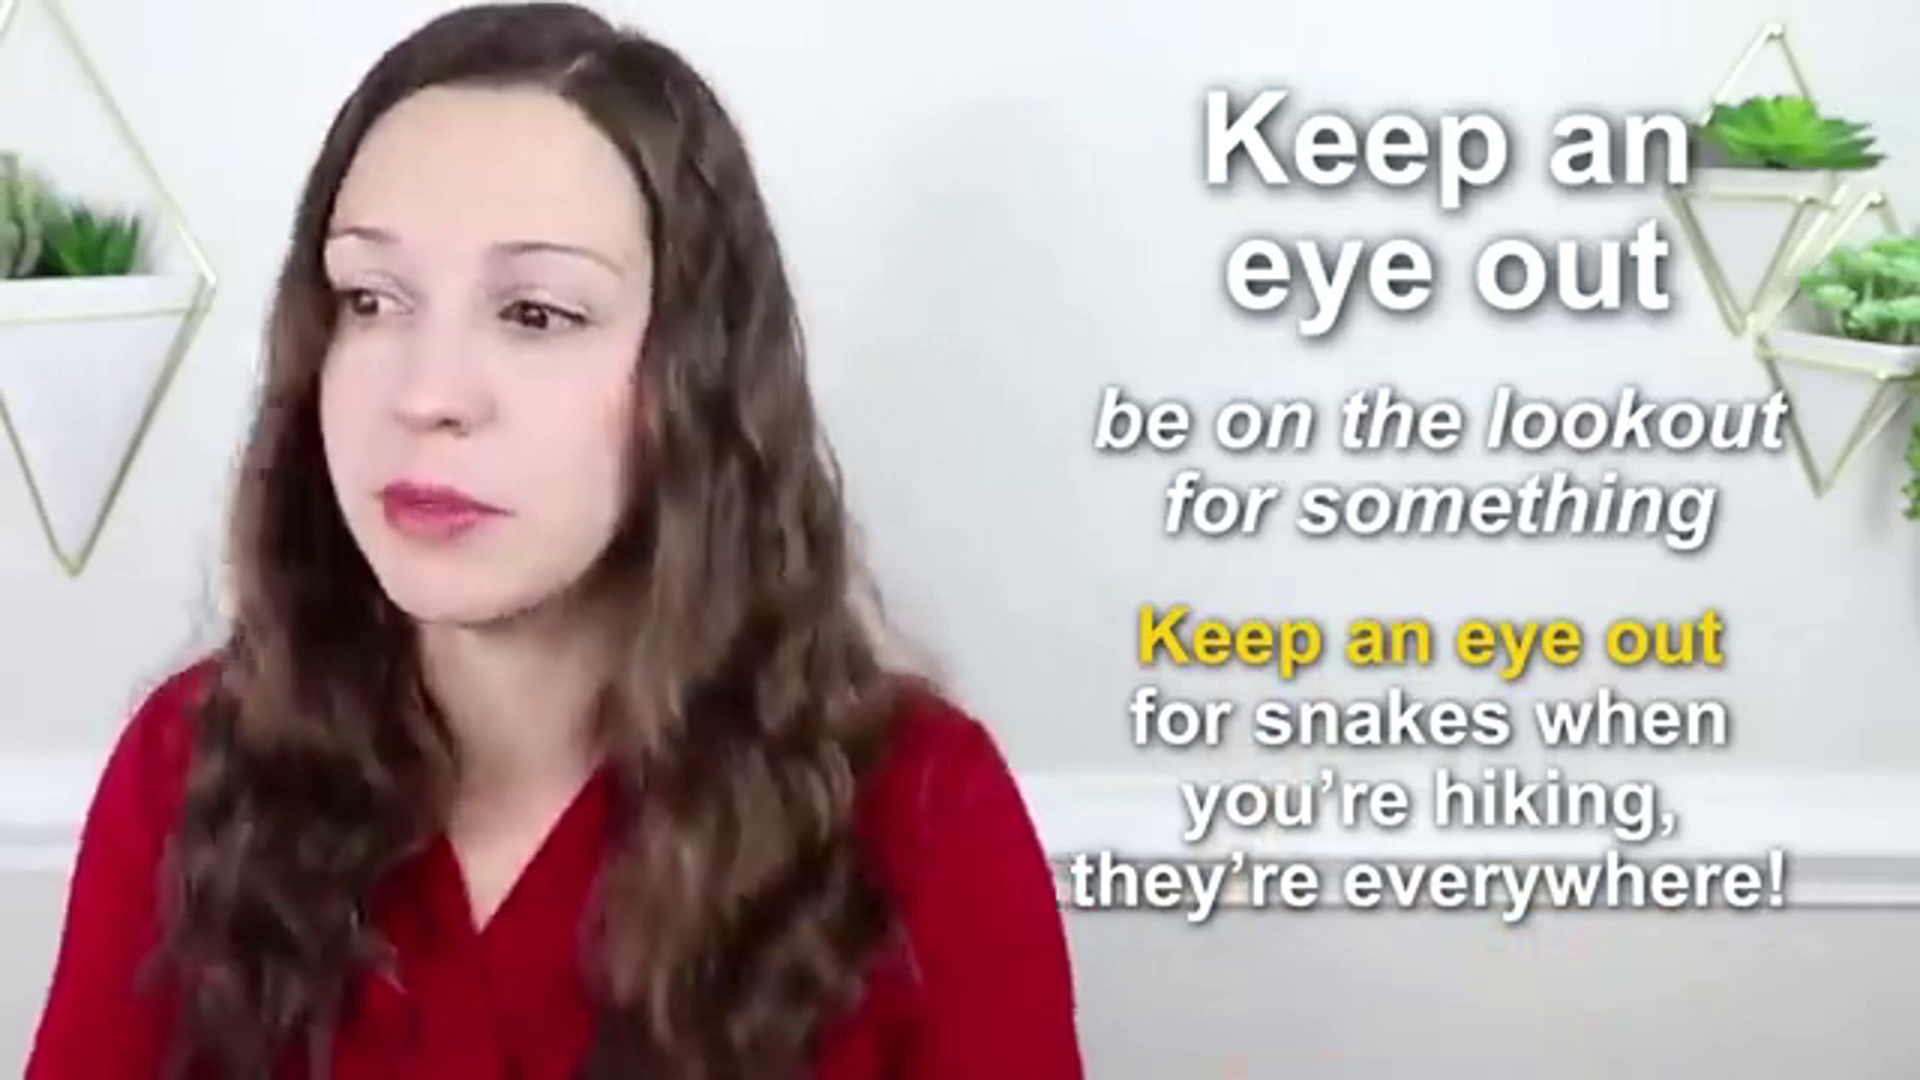 Keep an
eye out
be on the lookout
for something
Keep an eye out
for snakes when
you're hiking,
they're everywhere!